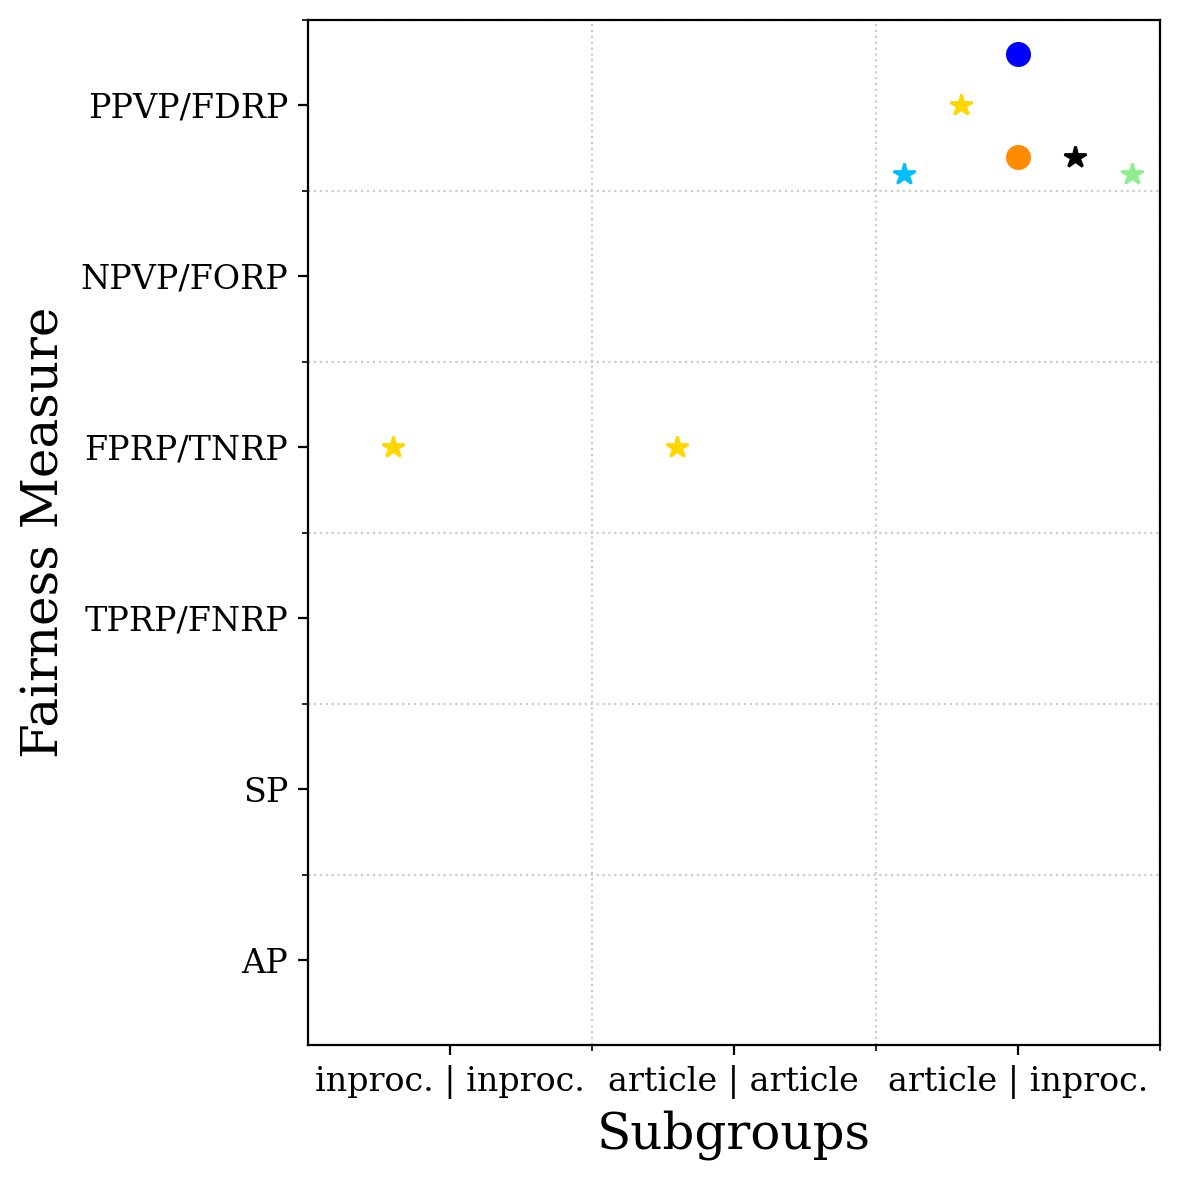 PPVP/FDRP
NPVP/FORP
FPRP/TNRP
TPRP/FNRP
SP
AP
Fairness Measure
inproc. | inproc.
article | article
article | inproc.
Subgroups